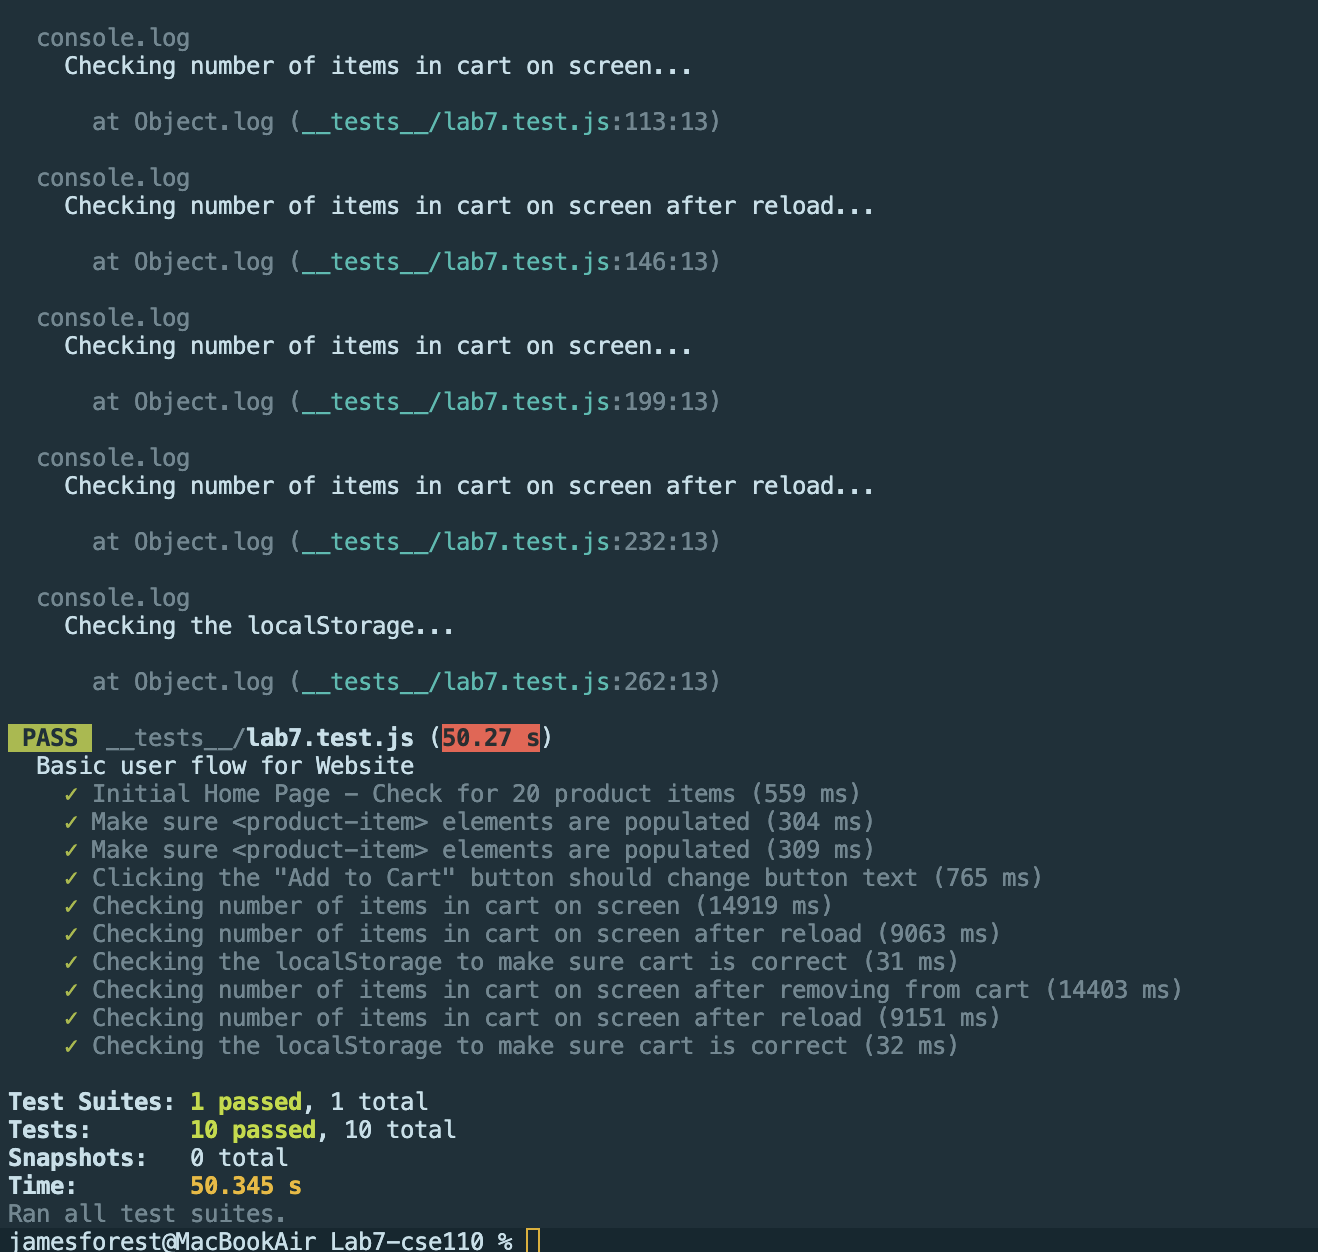 console.log
Checking number of items in cart on screen...
at Object.log (__tests__/lab7.test.js:113:13)
console.log
Checking number of items in cart on screen after reload...
at Object.log (__tests__/lab7.test.js:146:13)
console.log
Checking number of items in cart on screen...
at Object.log (__tests__/lab7.test.js:199:13)
console.log
Checking number of items in cart on screen after reload...
at Object.log (__tests__/lab7.test.js:232:13)
console.log
Checking the localStorage...
at Object.log (__tests__/lab7.test.js:262:13)
PASS __tests__/lab7.test.js (50.27 s)
Basic user flow for Website
✓ Initial Home Page - Check for 20 product items (559 ms)
✓ Make sure <product-item> elements are populated (304 ms)
✓ Make sure <product-item> elements are populated (309 ms)
✓ Clicking the "Add to Cart" button should change button text (765 ms)
✓ Checking number of items in cart on screen (14919 ms)
✓ Checking number of items in cart on screen after reload (9063 ms)
✓ Checking the localStorage to make sure cart is correct (31 ms)
✓ Checking number of items in cart on screen after removing from cart (14403 ms)
✓ Checking number of items in cart on screen after reload (9151 ms)
✓ Checking the localStorage to make sure cart is correct (32 ms)
Test Suites: 1 passed, 1 total
Tests: 10 passed, 10 total
Snapshots: 0 total
Time: 50.345 s
Ran all test suites.
jamesforest@MacBookAir Lab7-cse110 %